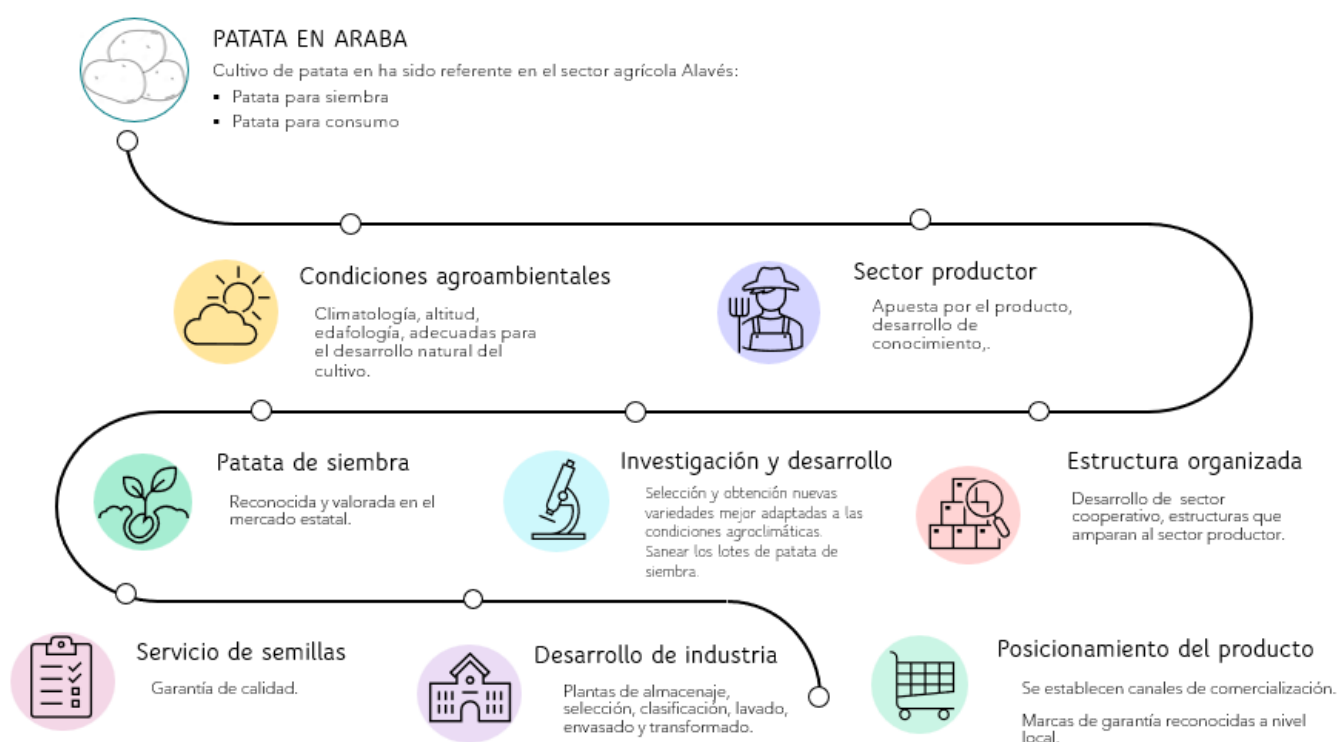 PATATA EN ARABA
Cultivo de patata en ha sido referente en el sector agrícola Alavés:
▪ Patata para siembra
▪ Patata para consumo
Condiciones agroambientales
Climatología, altitud,
edafología, adecuadas para
el desarrollo natural del
cultivo.
Sector productor
Apuesta por el producto,
desarrollo de
conocimiento,.
Patata de siembra
Reconocida y valorada en el
mercado estatal.
Investigación y desarrollo
Selección y obtención nuevas
variedades mejor adaptadas a las
condiciones agroclimáticas.
Sanear los lotes de patata de
siembra.
Estructura organizada
Desarrollo de sector
cooperativo, estructuras que
amparan al sector productor.
Servicio de semillas
Garantía de calidad.
Desarrollo de industria
Plantas de almacenaje,
selección, clasificación, lavado,
envasado y transformado.
Posicionamiento del producto
Se establecen canales de comercialización.
Marcas de garantía reconocidas a nivel
local.